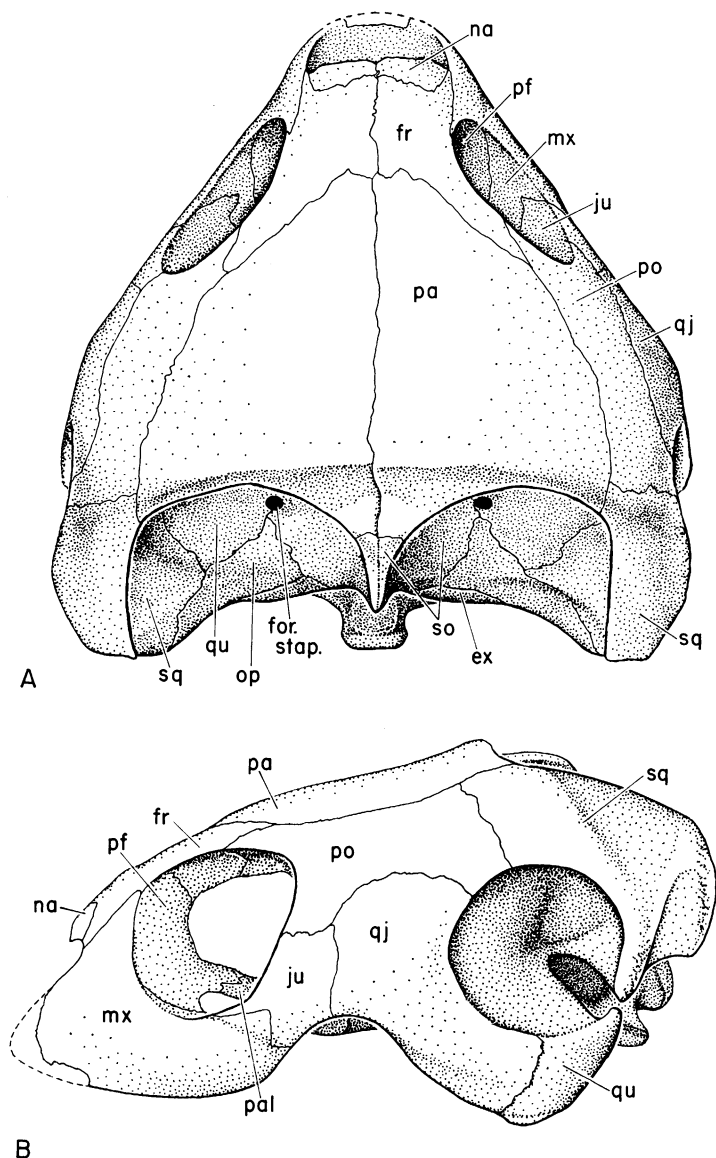 na
pf
fr
mx
ju
pa
po
qj
for.
stap.
so
qu
sq
op
ex
sq
A
pa
sq
fr
pf
po
na
qj
ju
mx
pal
qu
B